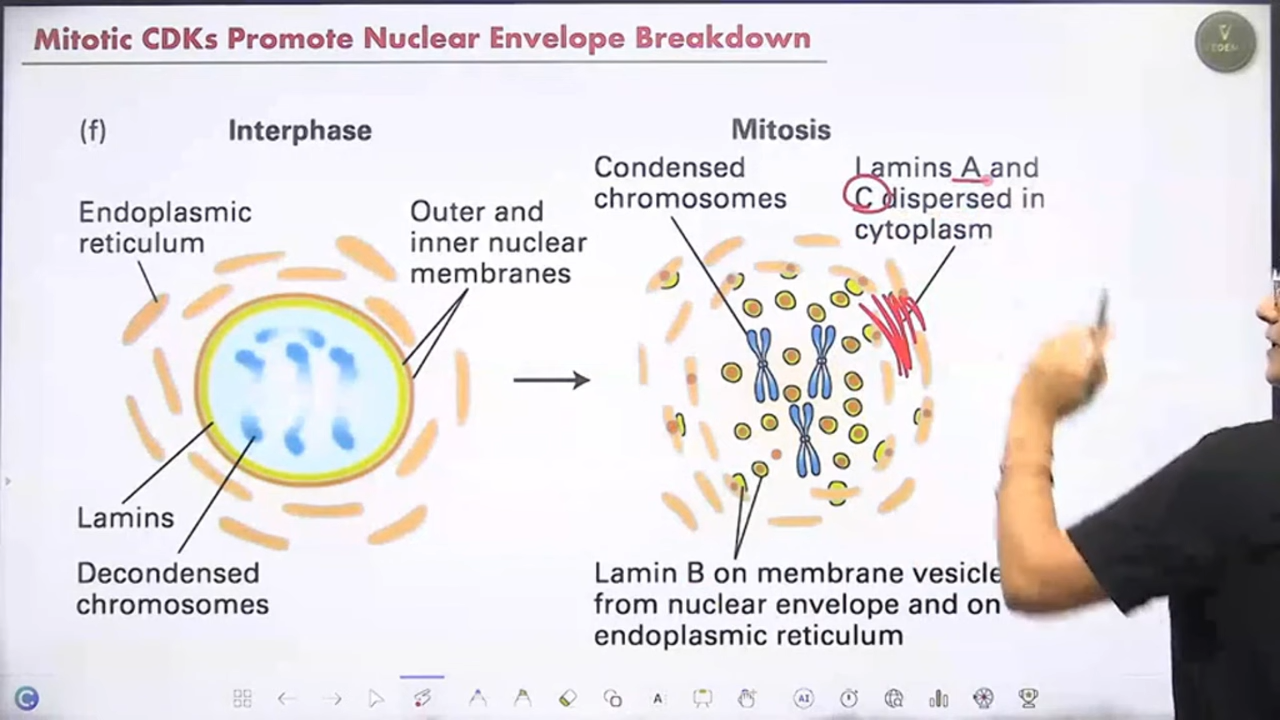 Mitotic CDKs Promote Nuclear Envelope Breakdown
(f)
Interphase
Mitosis
Endoplasmic
reticulum
Outer and
inner nuclear
membranes
Condensed
chromosomes
Lamins A and
C dispersed in
cytoplasm
Lamins
Decondensed
chromosomes
Lamin B on membrane vesicle
from nuclear envelope and on
endoplasmic reticulum
AI
A